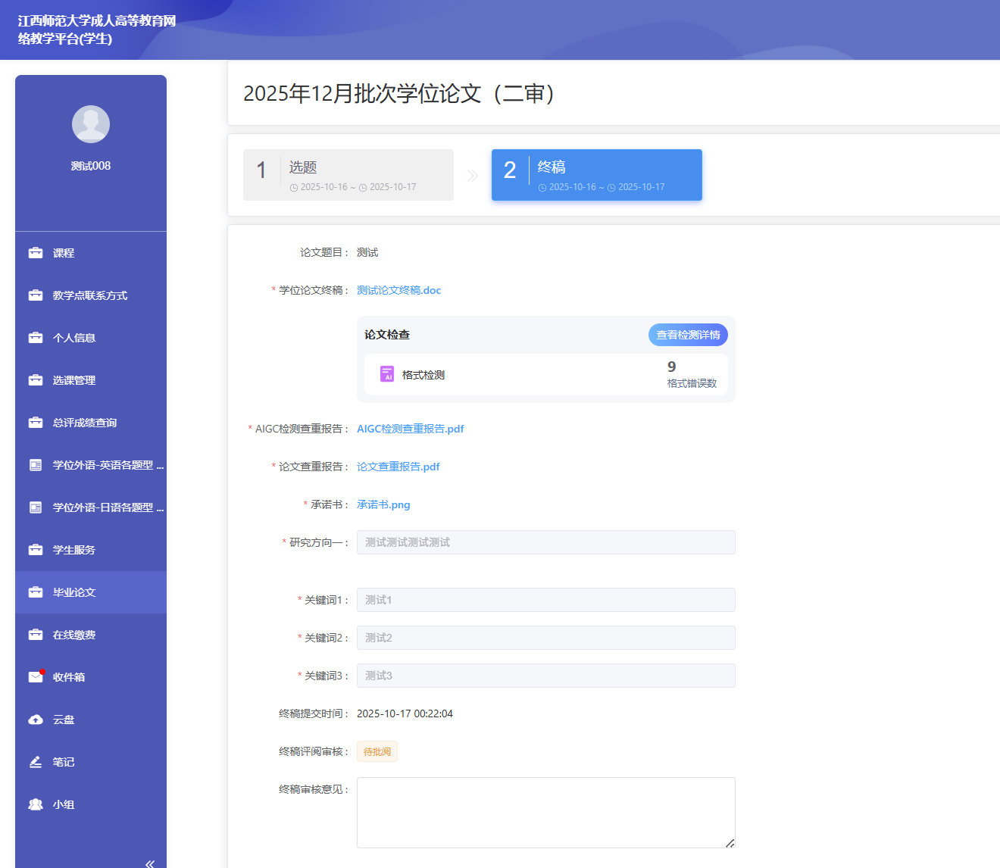 江西师范大学成人高等教育网
络教学平台(学生)
测试008
课程
教学点联系方式
个人信息
选课管理
总评成绩查询
学位外语-英语各题型 ...
学位外语-日语各题型 ...
学生服务
毕业论文
在线缴费
收件箱
云盘
笔记
小组
2025年12月批次学位论文（二审）
1 选题
2025-10-16 ~ 2025-10-17
2 终稿
2025-10-16 ~ 2025-10-17
论文题目： 测试
* 学位论文终稿： 测试论文终稿.doc
论文检查 查看检测详情
AI 格式检测 9
格式错误数
* AIGC检测查重报告： AIGC检测查重报告.pdf
* 论文查重报告： 论文查重报告.pdf
* 承诺书： 承诺书.png
* 研究方向一： 测试测试测试测试
* 关键词1： 测试1
* 关键词2： 测试2
* 关键词3： 测试3
终稿提交时间： 2025-10-17 00:22:04
终稿评阅审核： 待批阅
终稿审核意见：